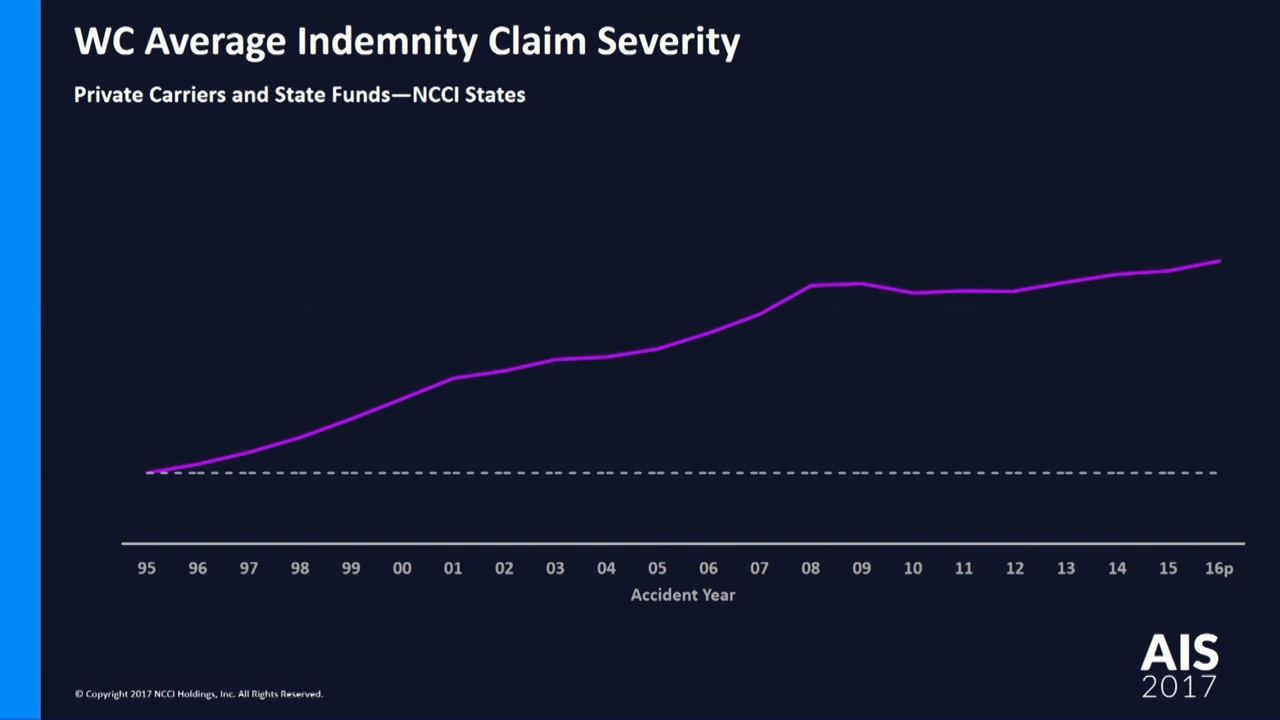 WC Average Indemnity Claim Severity
Private Carriers and State Funds—NCCI States
95 96 97 98 99 00 01 02 03 04 05 06 07 08 09 10 11 12 13 14 15 16p
Accident Year
AIS
2017
© Copyright 2017 NCCI Holdings, Inc. All Rights Reserved.